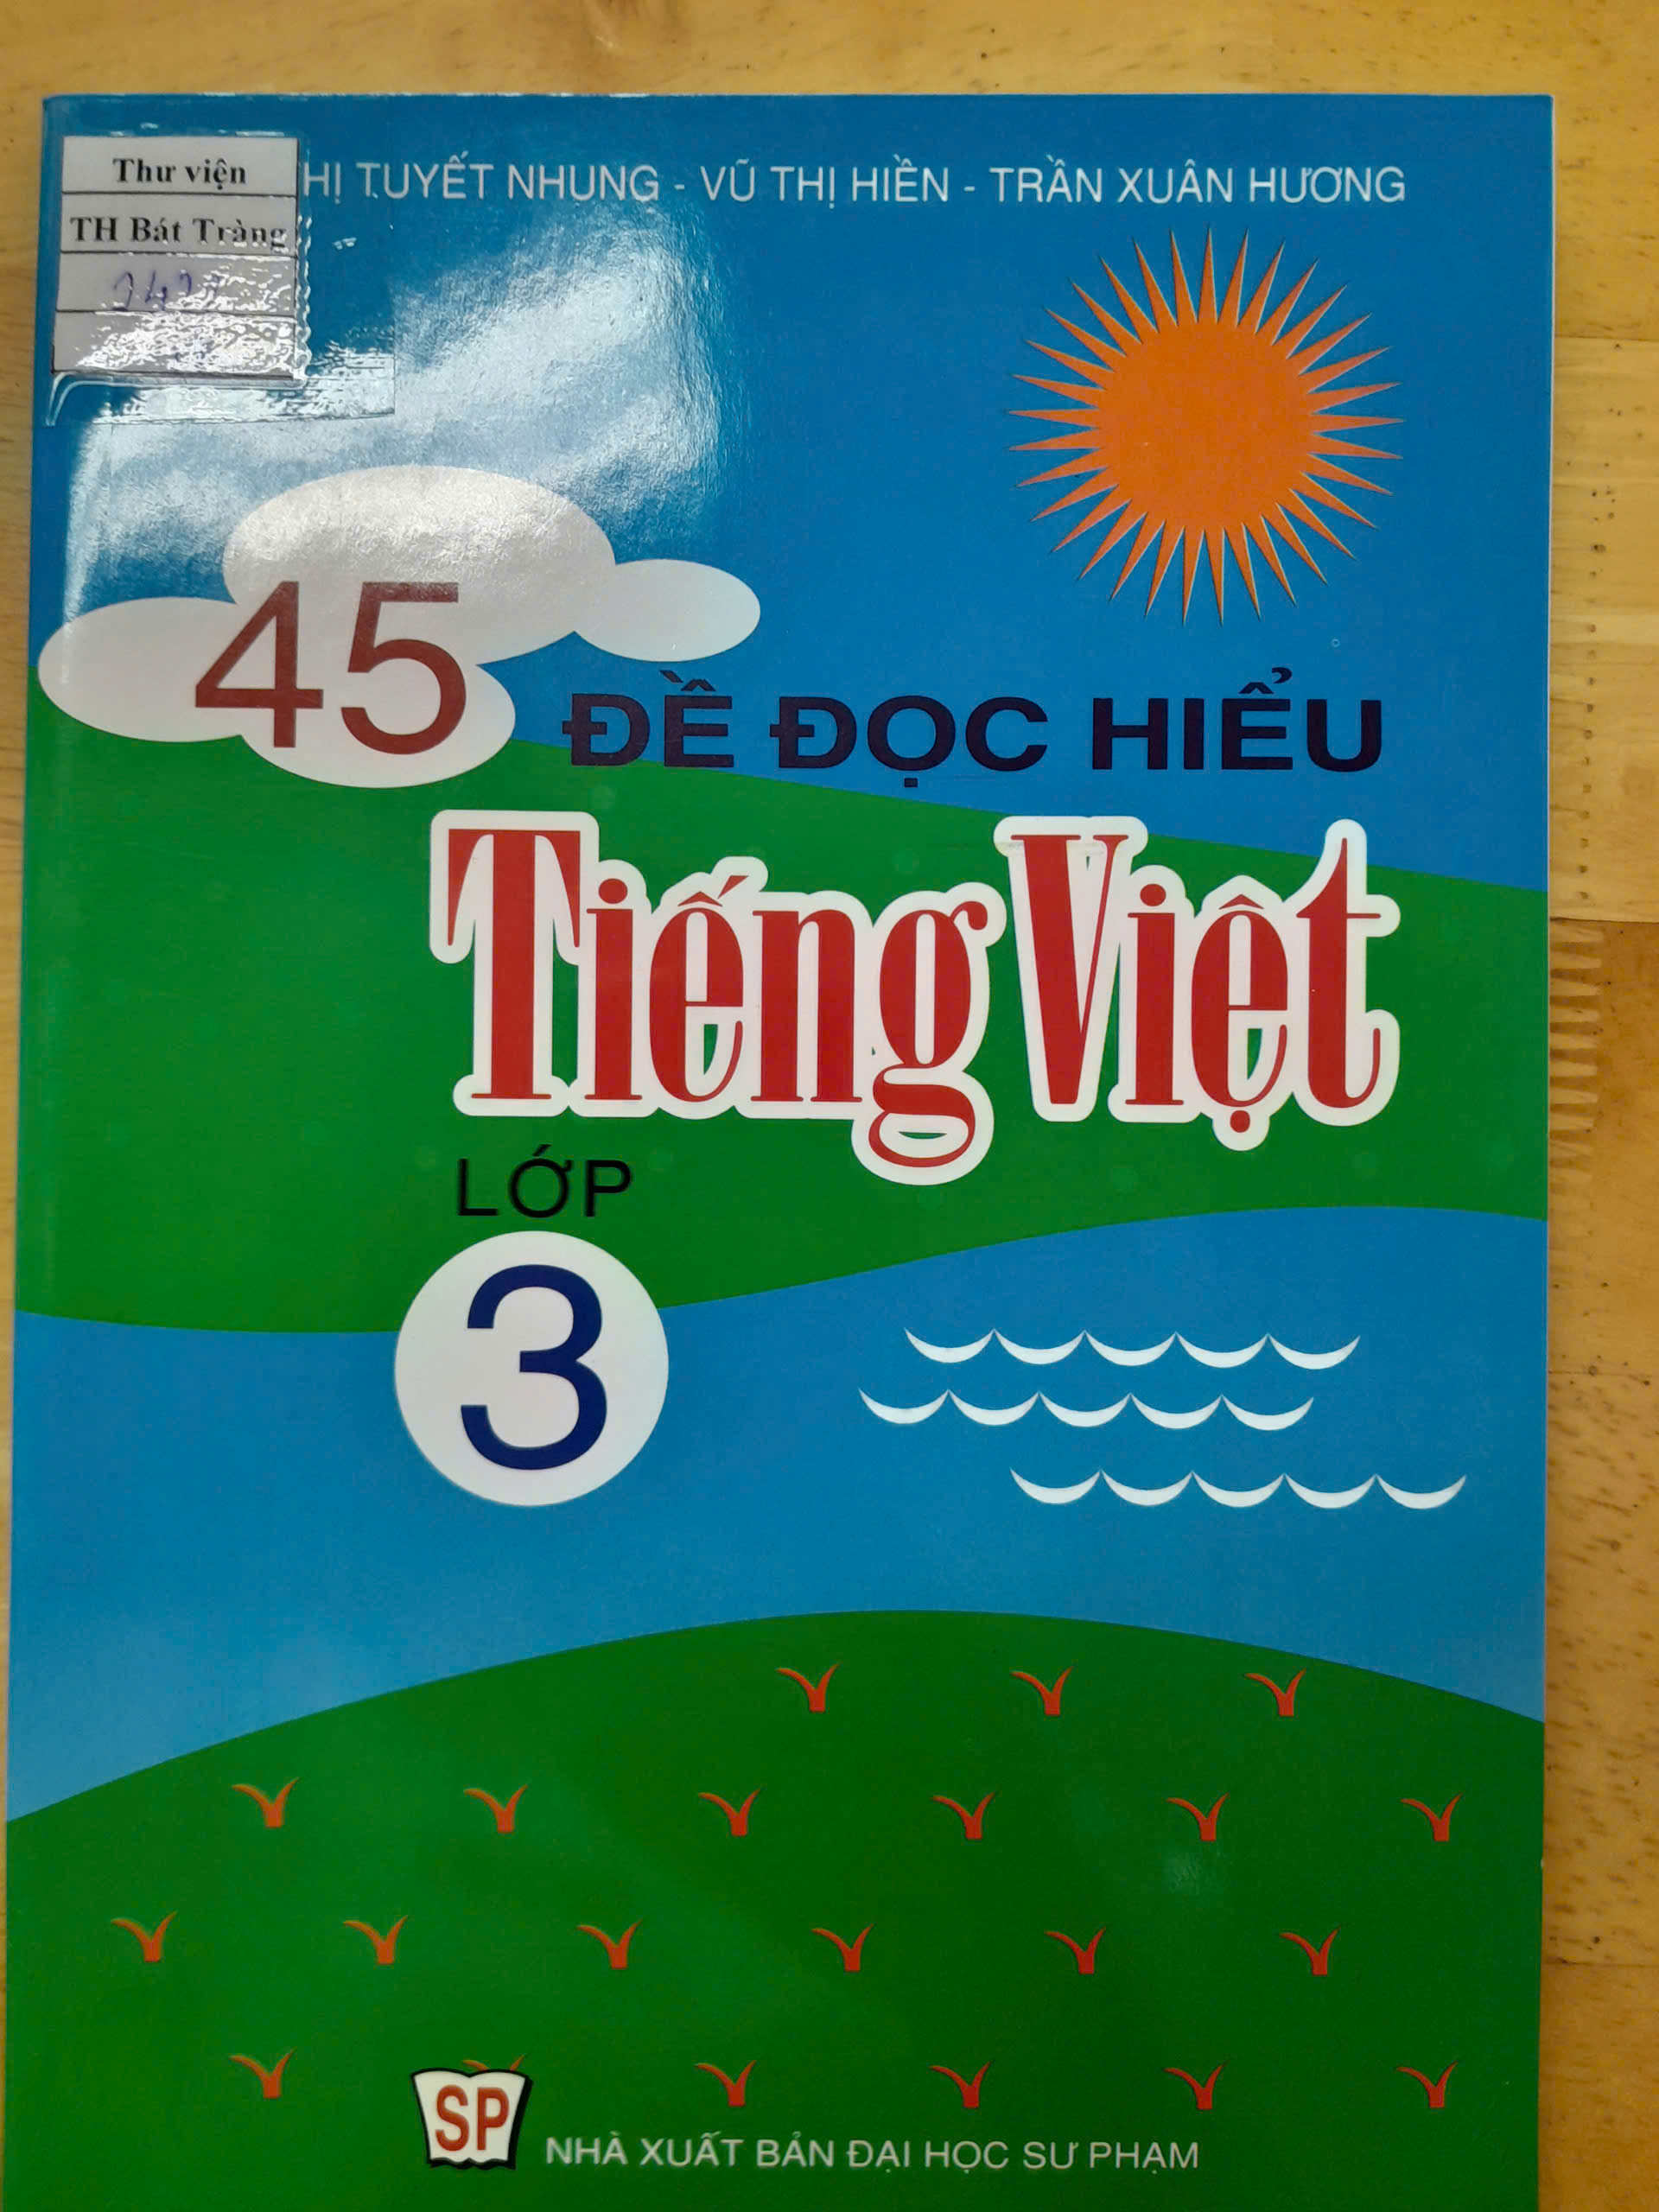 Thư viện
TH Bát Tràng
TUYẾT NHUNG - VŨ THỊ HIỀN - TRẦN XUÂN HƯƠNG
45 ĐỀ ĐỌC HIỂU
Tiếng Việt
LỚP
3
SP
NHÀ XUẤT BẢN ĐẠI HỌC SƯ PHẠM